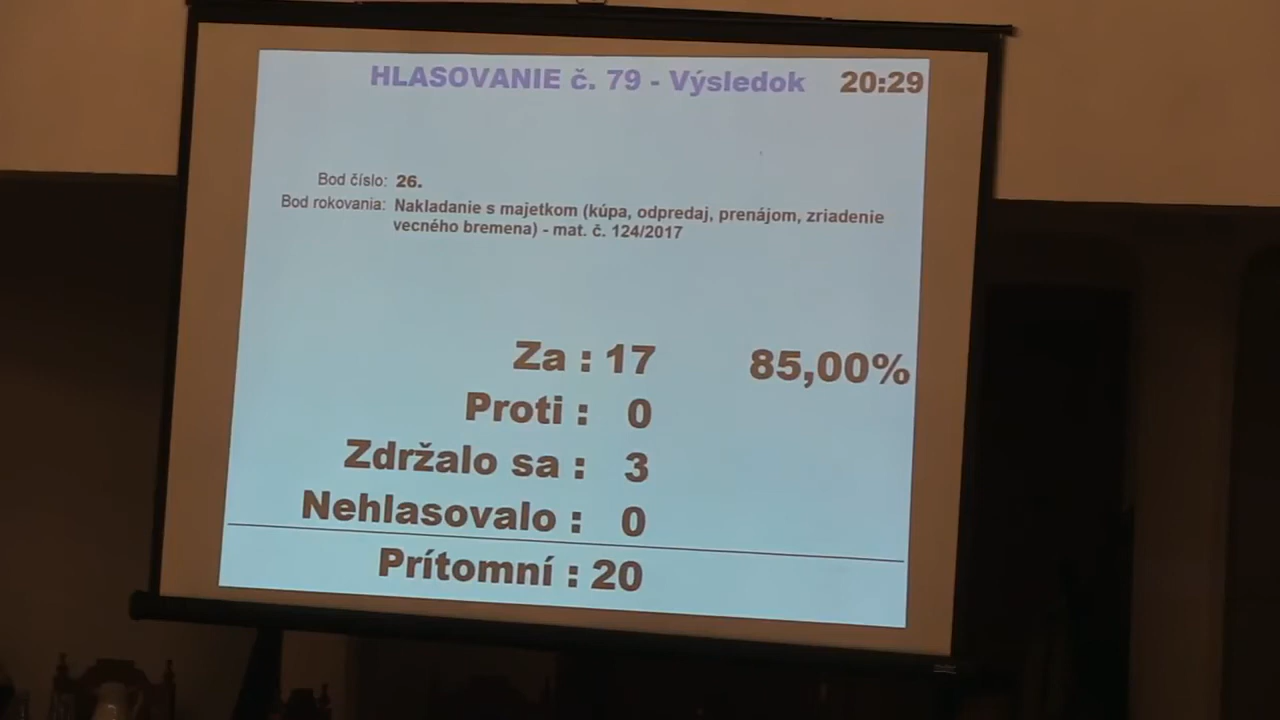 HLASOVANIE č. 79 - Výsledok 20:29
Bod číslo: 26.
Bod rokovania: Nakladanie s majetkom (kúpa, odpredaj, prenájom, zriadenie
vecného bremena) - mat. č. 124/2017
Za : 17 85,00%
Proti : 0
Zdržalo sa : 3
Nehlasovalo : 0
Prítomní : 20